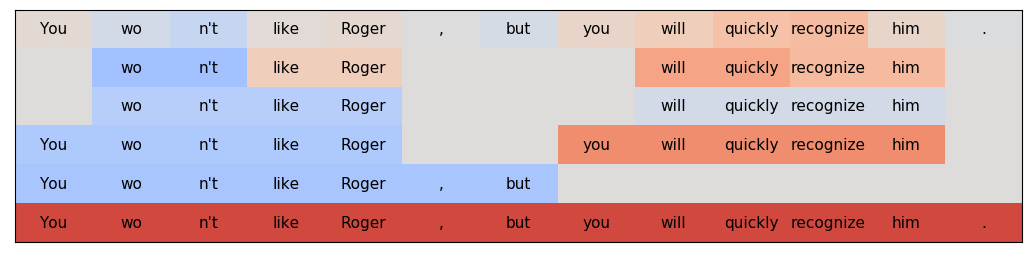 You wo n't like Roger , but you will quickly recognize him .
wo n't like Roger will quickly recognize him
wo n't like Roger will quickly recognize him
You wo n't like Roger you will quickly recognize him
You wo n't like Roger , but
You wo n't like Roger , but you will quickly recognize him .